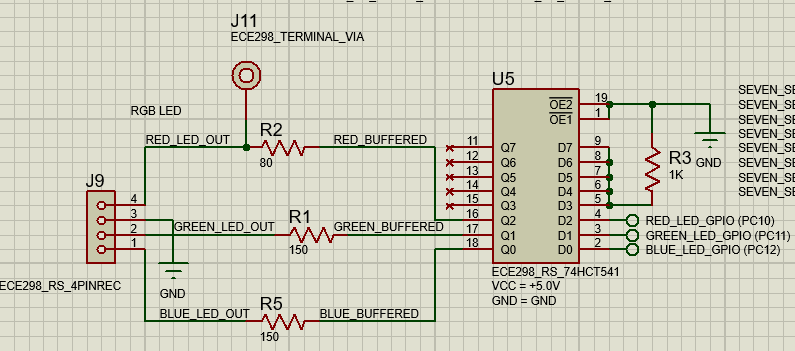 J11
ECE298_TERMINAL_VIA
RGB LED
RED_LED_OUT
R2
80
RED_BUFFERED
J9
4
3
2
1
ECE298_RS_4PINREC
GREEN_LED_OUT
R1
150
GREEN_BUFFERED
GND
BLUE_LED_OUT
R5
150
BLUE_BUFFERED
U5
OE2 19
OE1 1
11 Q7 D7 9
12 Q6 D6 8
13 Q5 D5 7
14 Q4 D4 6
15 Q3 D3 5
16 Q2 D2 4
17 Q1 D1 3
18 Q0 D0 2
ECE298_RS_74HCT541
VCC = +5.0V
GND = GND
R3
1K
GND
RED_LED_GPIO (PC10)
GREEN_LED_GPIO (PC11)
BLUE_LED_GPIO (PC12)
SEVEN_SE
SEVEN_SE
SEVEN_SE
SEVEN_SE
SEVEN_SE
SEVEN_SE
SEVEN_SE
SEVEN_SE